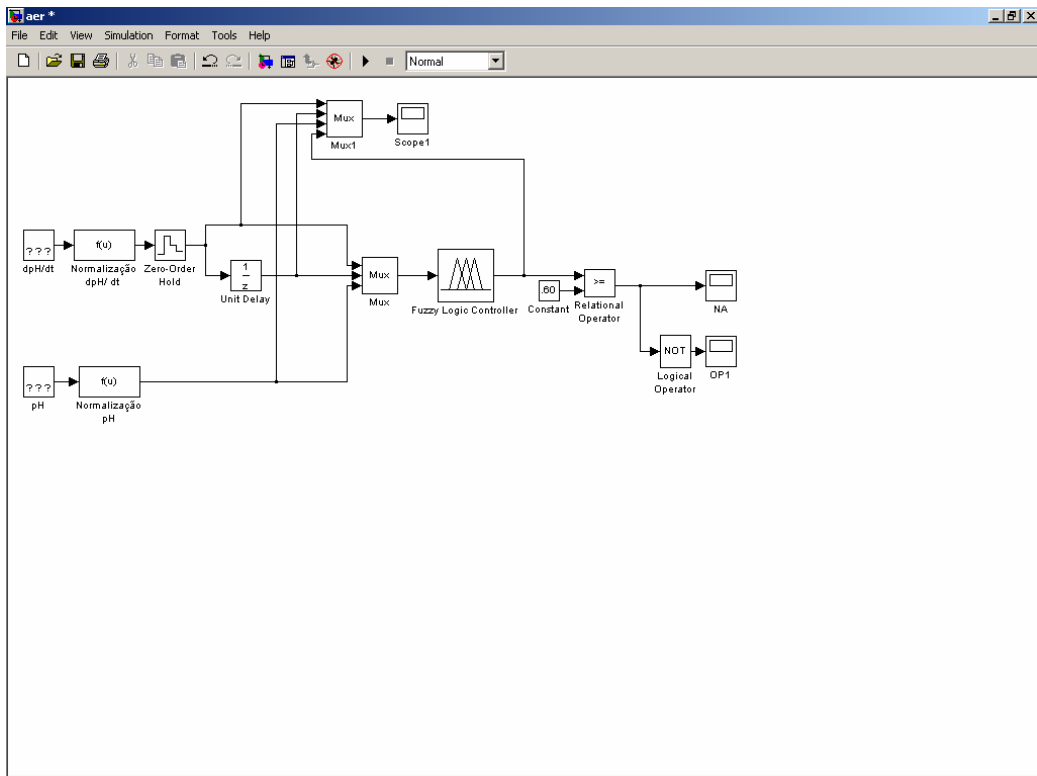 aer *
File Edit View Simulation Format Tools Help
Normal
Mux
Mux1
Scope1
???
dpH/dt
f(u)
Normalização
dpH/ dt
Zero-Order
Hold
1
z
Unit Delay
Mux
Mux
Fuzzy Logic Controller
.60
Constant
>=
Relational
Operator
NA
NOT
Logical
Operator
OP1
???
pH
f(u)
Normalização
pH